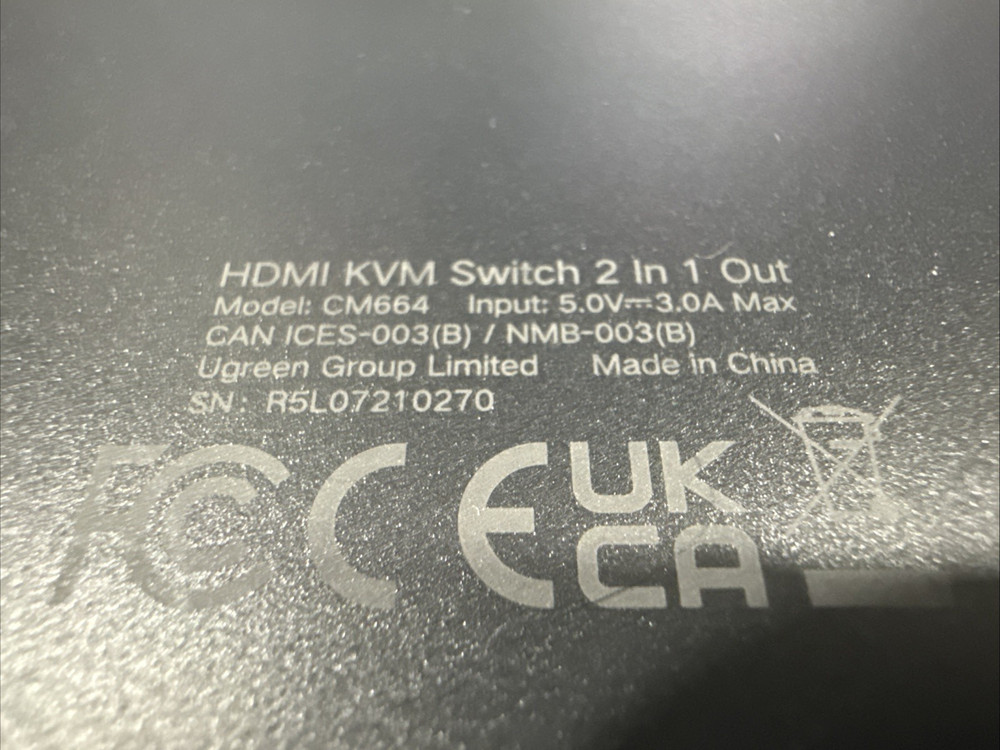 HDMI KVM Switch 2 In 1 Out
Model: CM664 Input: 5.0V⎓3.0A Max
CAN ICES-003(B) / NMB-003(B)
Ugreen Group Limited Made in China
SN: R5L07210270
FC CE UK
CA